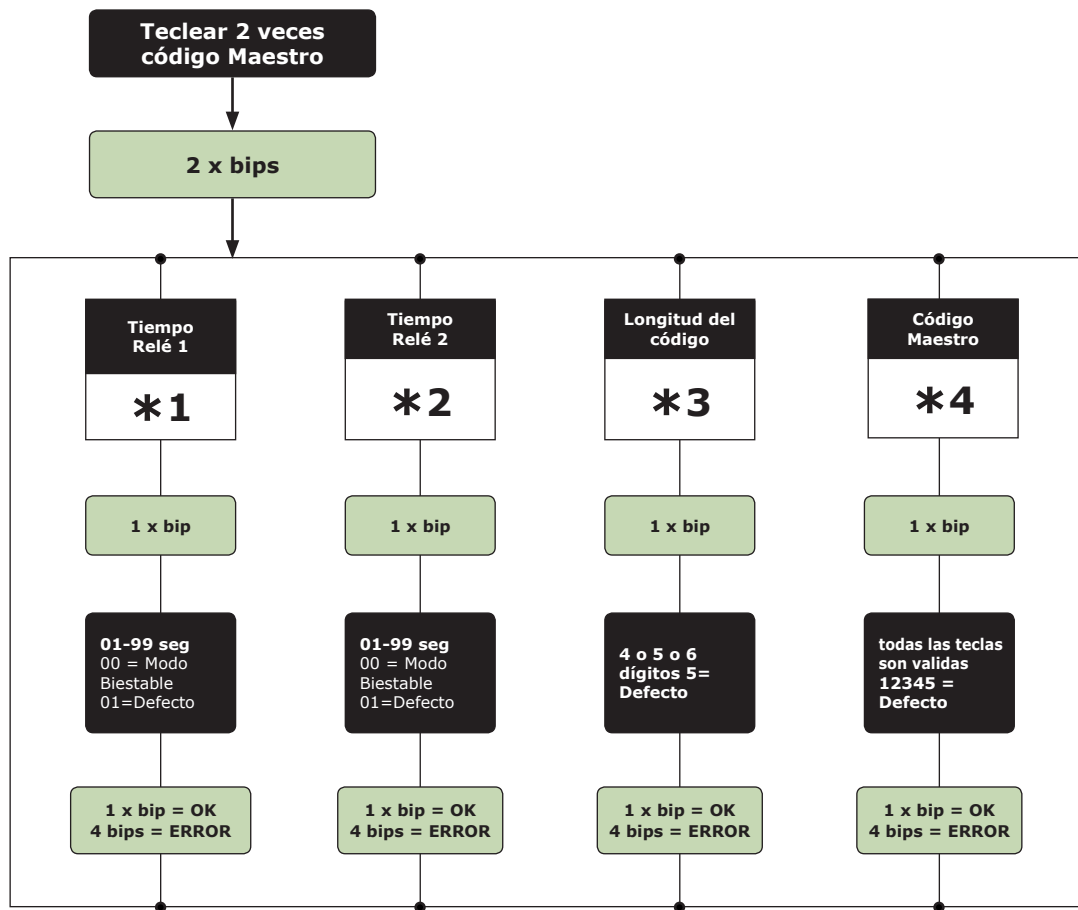 Teclear 2 veces
código Maestro
2 x bips
Tiempo
Relé 1
*1
1 x bip
01-99 seg
00 = Modo
Biestable
01=Defecto
1 x bip = OK
4 bips = ERROR
Tiempo
Relé 2
*2
1 x bip
01-99 seg
00 = Modo
Biestable
01=Defecto
1 x bip = OK
4 bips = ERROR
Longitud del
código
*3
1 x bip
4 o 5 o 6
dígitos 5=
Defecto
1 x bip = OK
4 bips = ERROR
Código
Maestro
*4
1 x bip
todas las teclas
son validas
12345 =
Defecto
1 x bip = OK
4 bips = ERROR